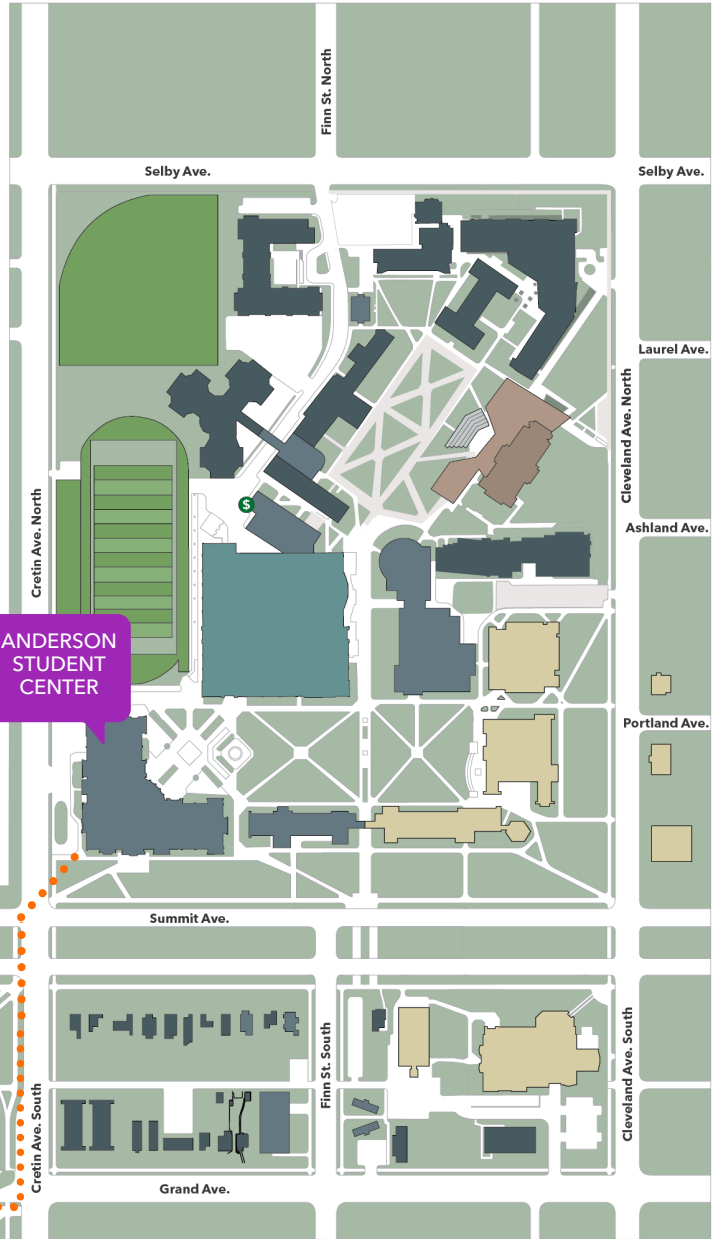 Finn St. North
Selby Ave.
Selby Ave.
Laurel Ave.
Cleveland Ave. North
$
Cretin Ave. North
Ashland Ave.
ANDERSON
STUDENT
CENTER
Portland Ave.
Summit Ave.
Finn St. South
Cleveland Ave. South
Cretin Ave. South
Grand Ave.